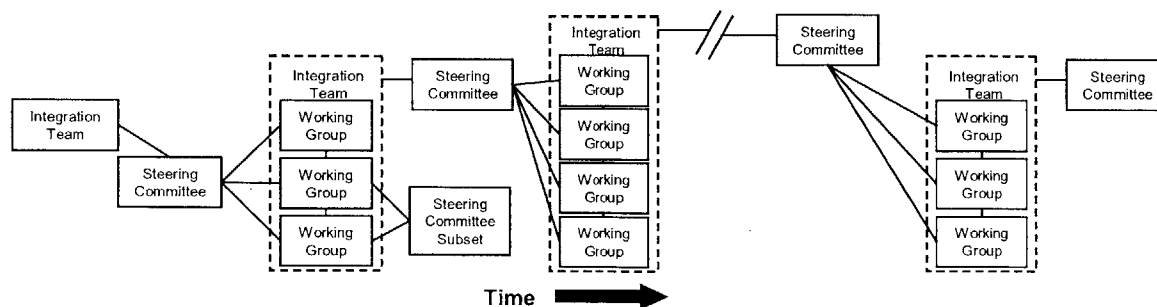 Integration
Team
Steering
Committee
Integration
Team
Working
Group
Working
Group
Working
Group
Steering
Committee
Subset
Steering
Committee
Integration
Team
Working
Group
Working
Group
Working
Group
Working
Group
Steering
Committee
Integration
Team
Working
Group
Working
Group
Working
Group
Steering
Committee
Time